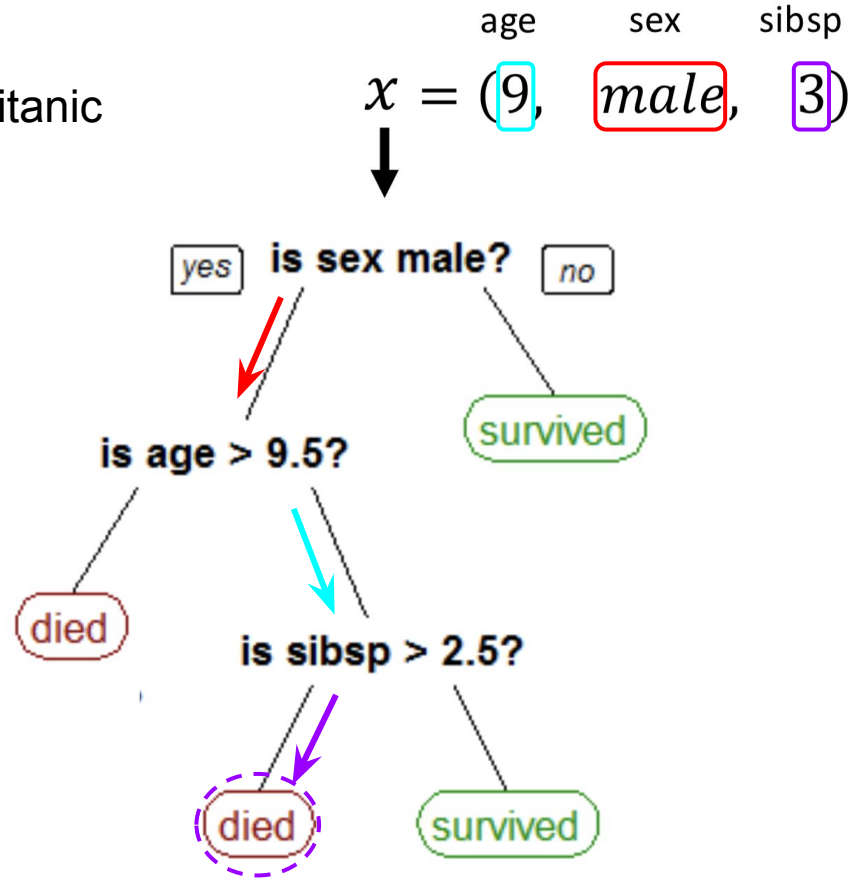 age sex sibsp
itanic x = (9, male, 3)
yes is sex male? no
survived
is age > 9.5?
died
is sibsp > 2.5?
died survived